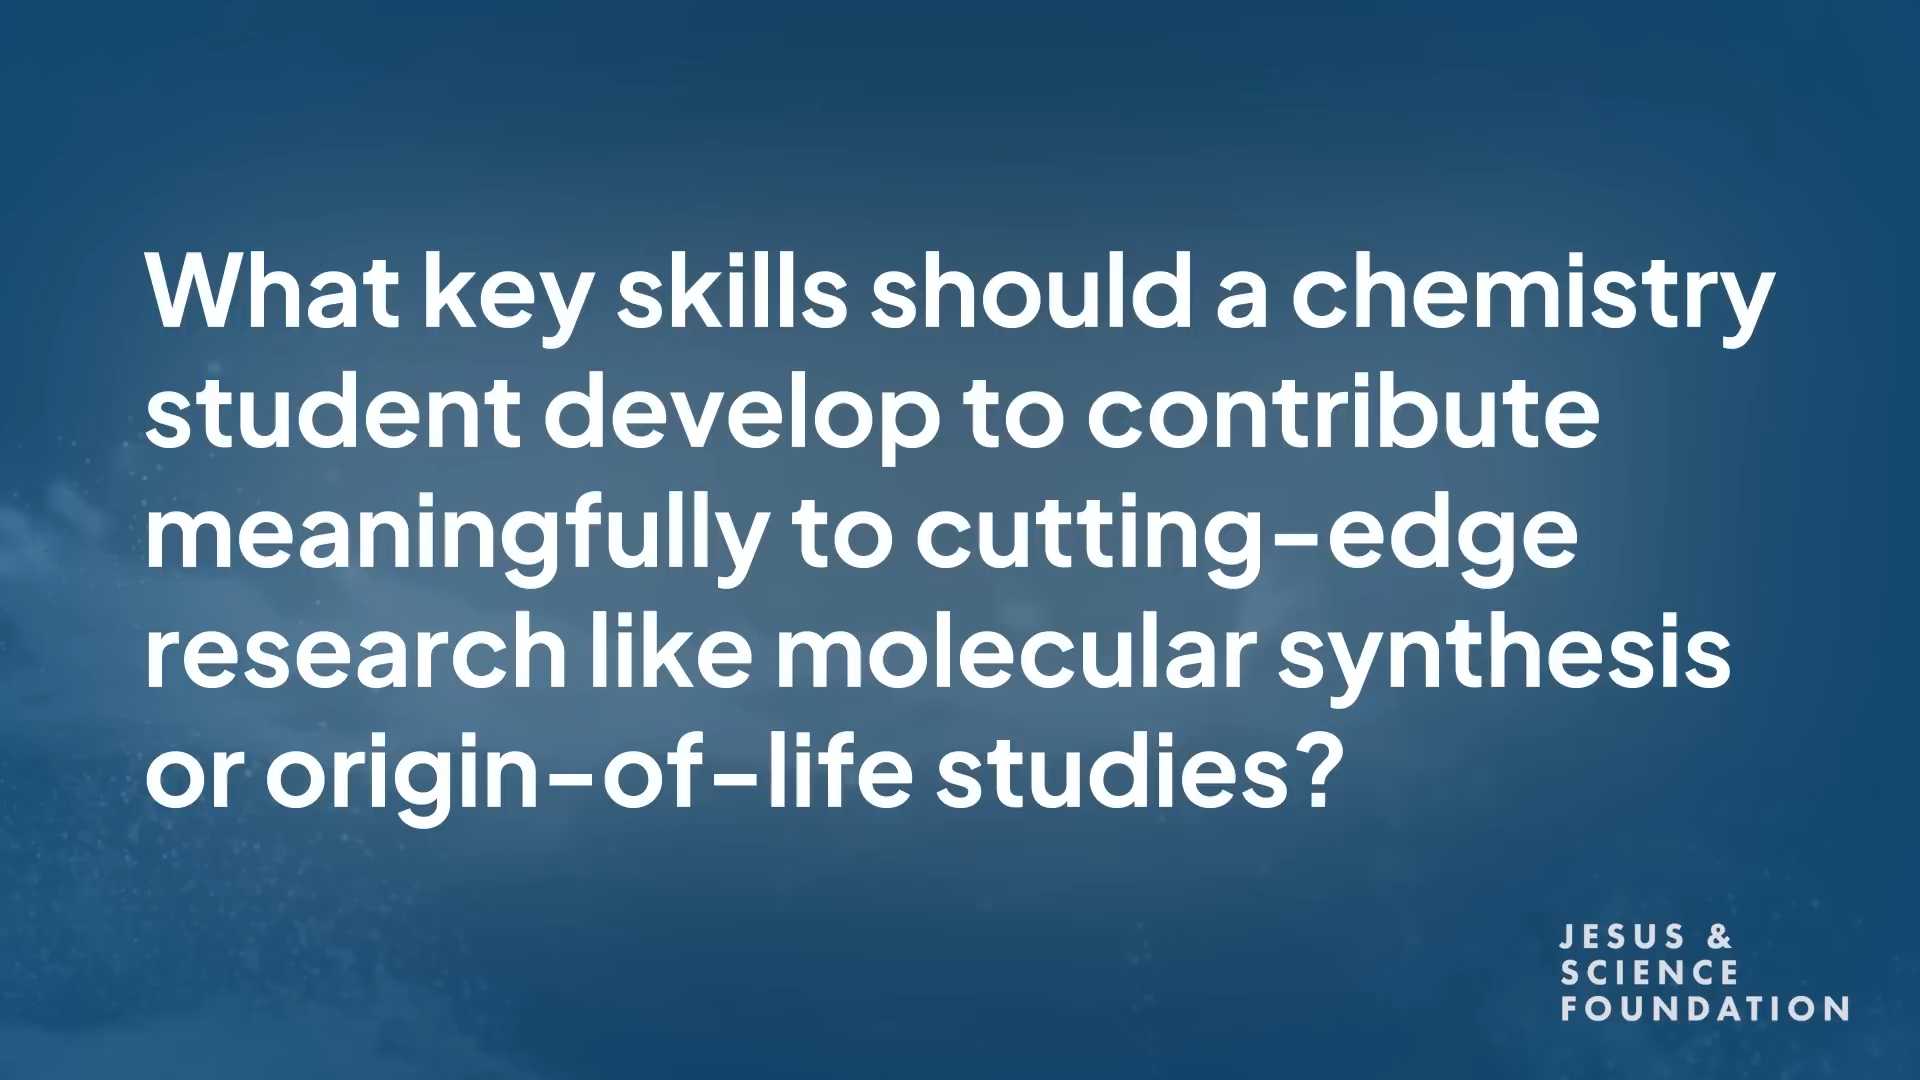 What key skills should a chemistry
student develop to contribute
meaningfully to cutting-edge
research like molecular synthesis
or origin-of-life studies?
JESUS &
SCIENCE
FOUNDATION